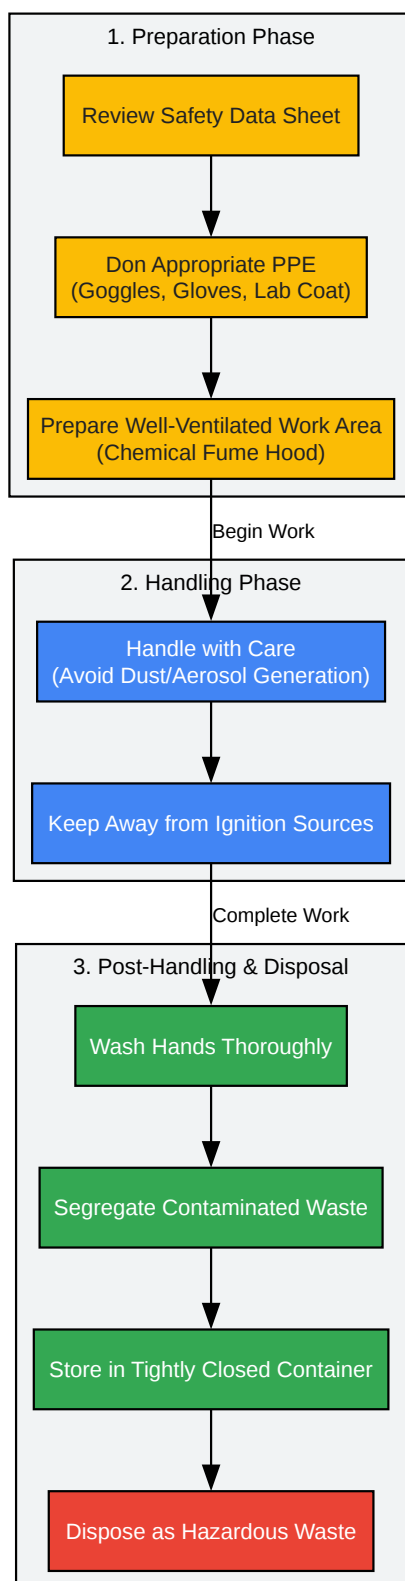 1. Preparation Phase
Review Safety Data Sheet
Don Appropriate PPE
(Goggles, Gloves, Lab Coat)
Prepare Well-Ventilated Work Area
(Chemical Fume Hood)
Begin Work
2. Handling Phase
Handle with Care
(Avoid Dust/Aerosol Generation)
Keep Away from Ignition Sources
Complete Work
3. Post-Handling & Disposal
Wash Hands Thoroughly
Segregate Contaminated Waste
Store in Tightly Closed Container
Dispose as Hazardous Waste